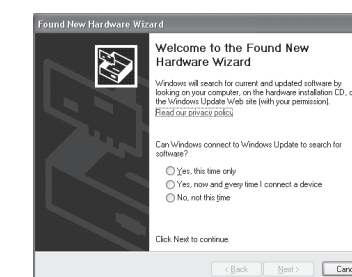 Found New Hardware Wizard
Welcome to the Found New
Hardware Wizard
Windows will search for current and updated software by
looking on your computer, on the hardware installation CD, o
the Windows Update Web site (with your permission).
Read our privacy policy
Can Windows connect to Windows Update to search for
software?
Yes, this time only
Yes, now and every time I connect a device
No, not this time
Click Next to continue.
< Back
Next >
Canc